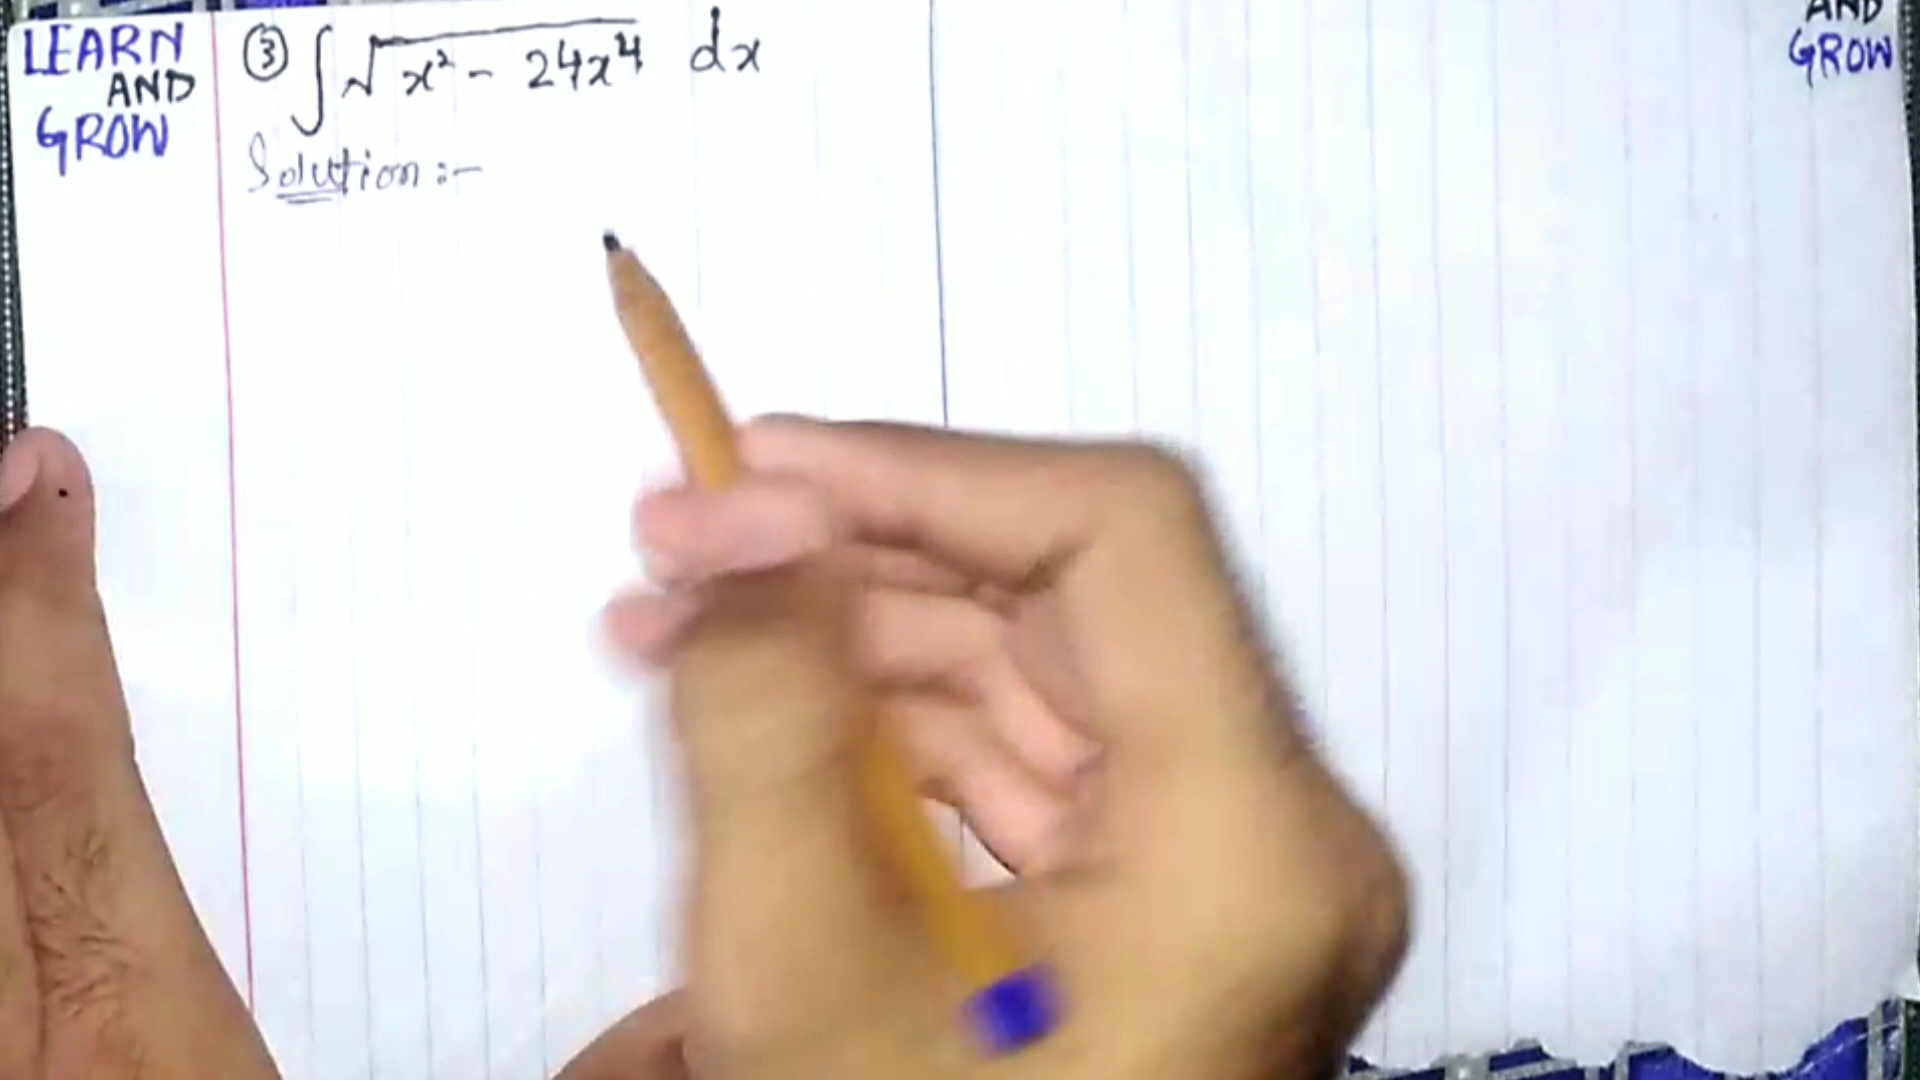 LEARN
AND
GROW
③ ∫ √x² - 24x⁴ dx
Solution :-
AND
GROW